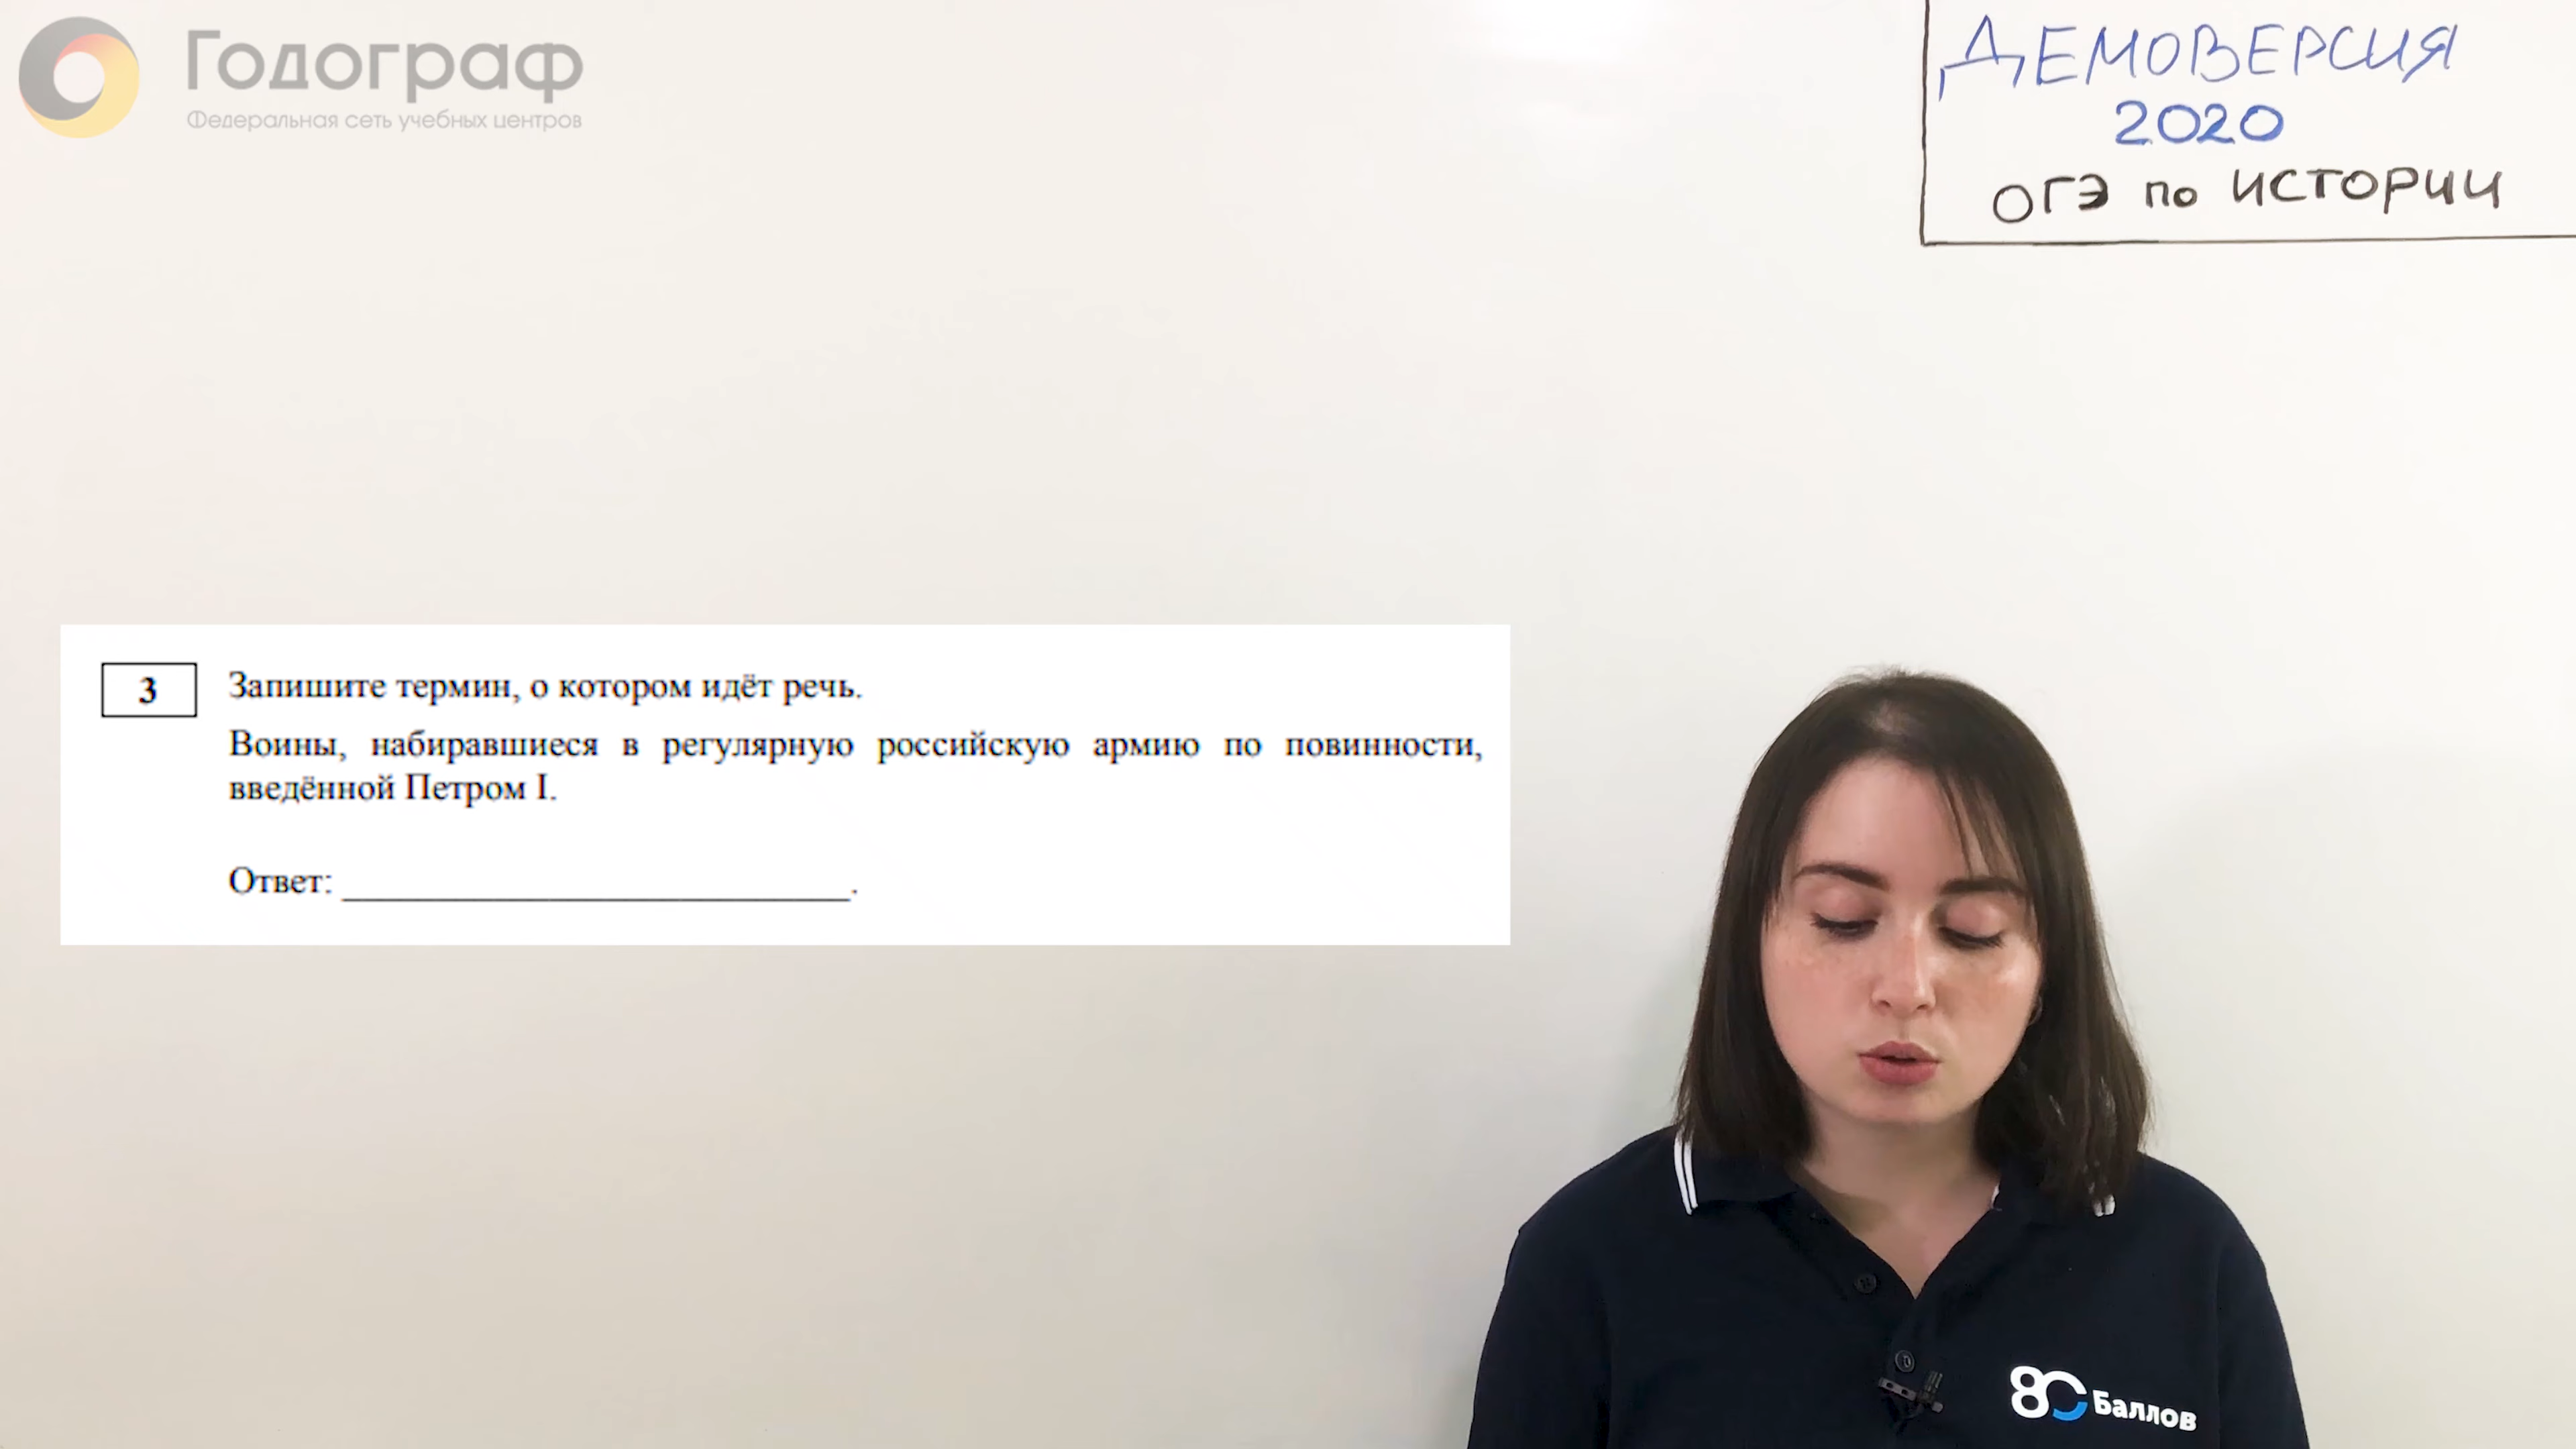 Годограф
Федеральная сеть учебных центров
ДЕМОВЕРСИЯ
2020
ОГЭ по ИСТОРИИ
3
Запишите термин, о котором идёт речь.
Воины, набиравшиеся в регулярную российскую армию по повинности,
введённой Петром I.
Ответ: ____________________________.
80 Баллов